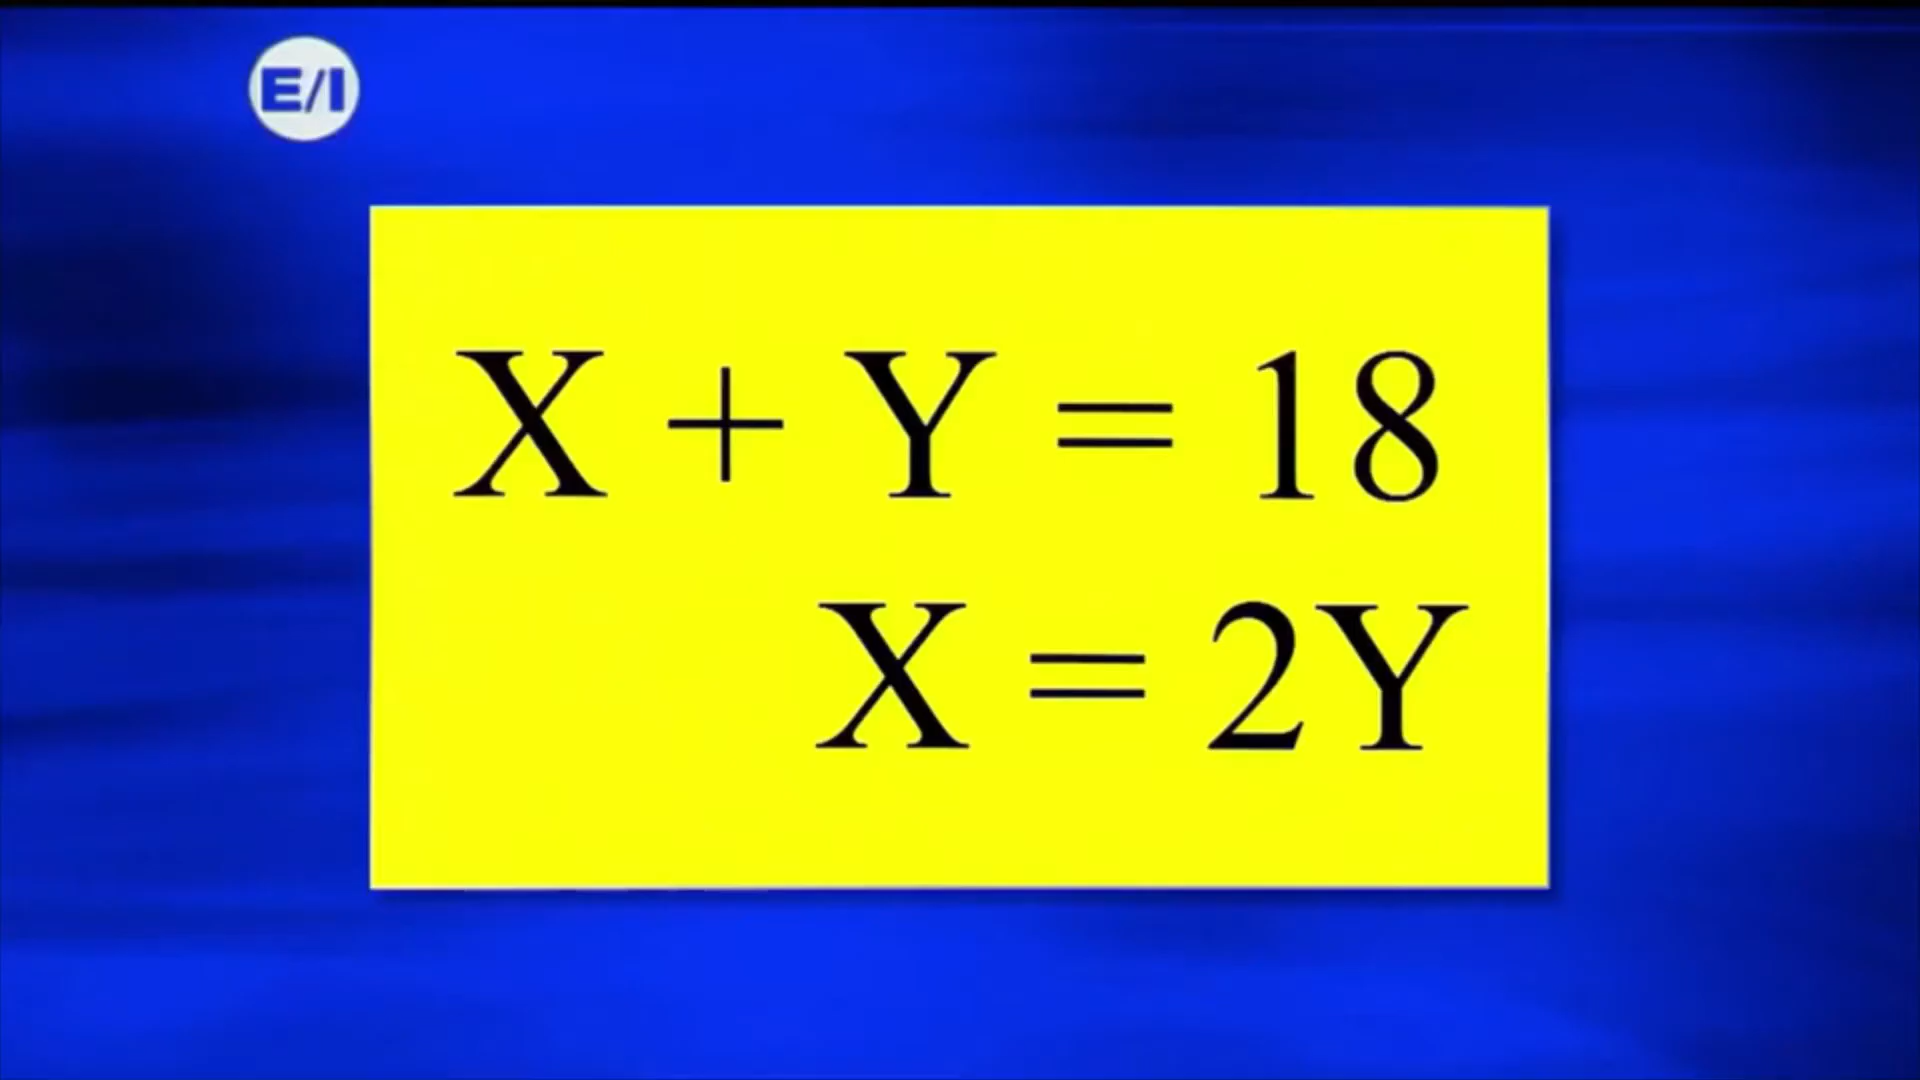 E/I
X + Y = 18
X = 2Y